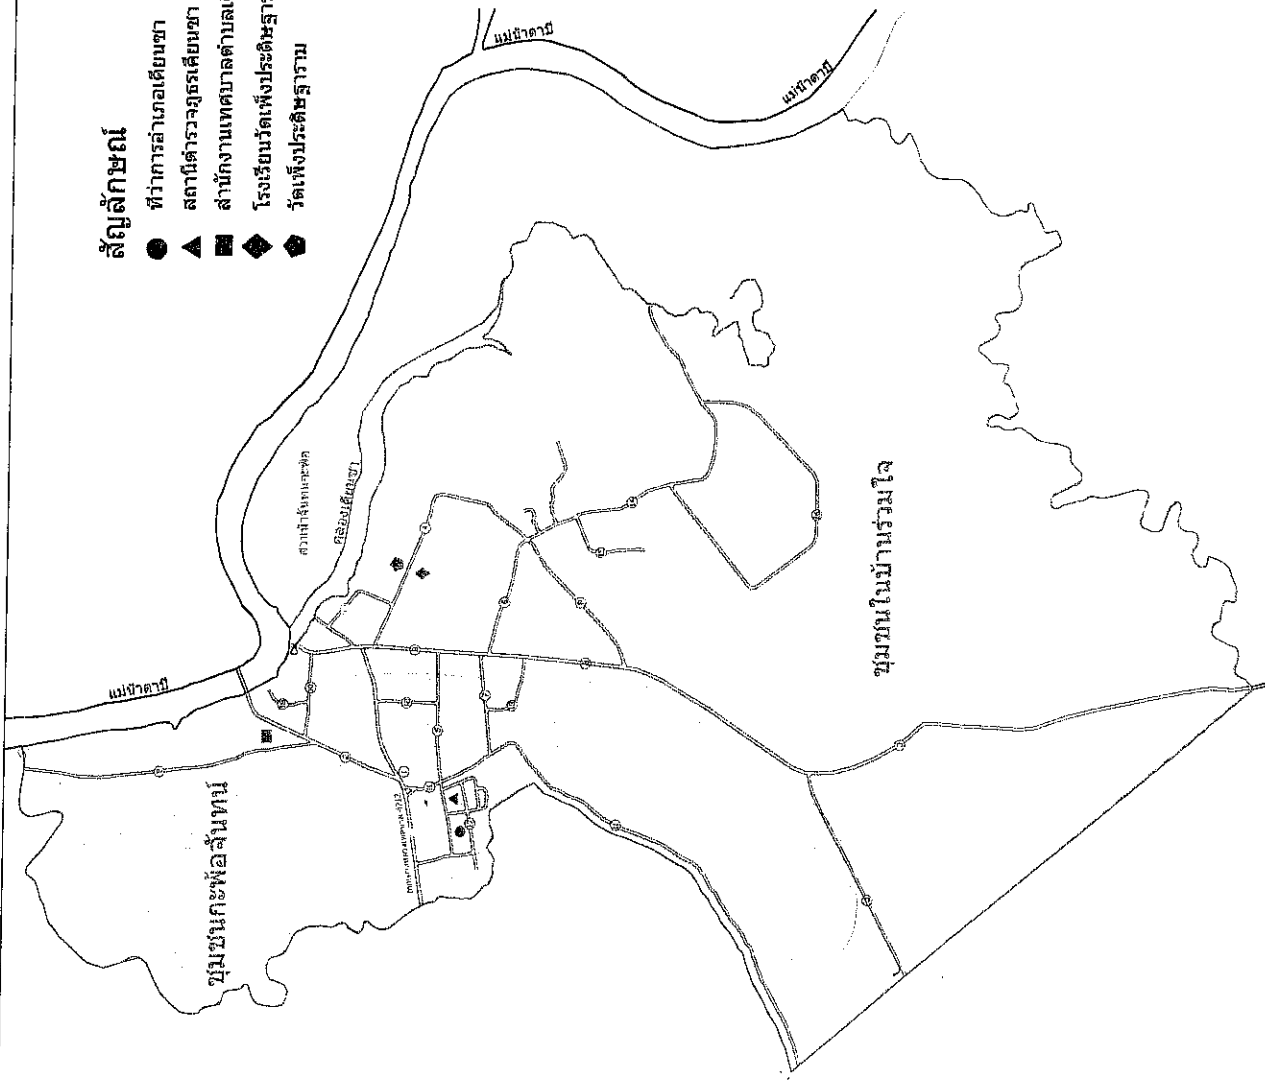 สัญลักษณ์
ที่ว่าการอำเภอเคียนซา
สถานีตำรวจภูธรเคียนซา
สำนักงานเทศบาลตำบลเ
โรงเรียนวัดเพ็งประดิษฐารา
วัดเพ็งประดิษฐาราม
แม่น้ำตาปี
แม่น้ำตาปี
แม่น้ำตาปี
คลองเคียนซา
ชุมชนกะพ้อจันทน์
ชุมชนในบ้านร่วมใจ